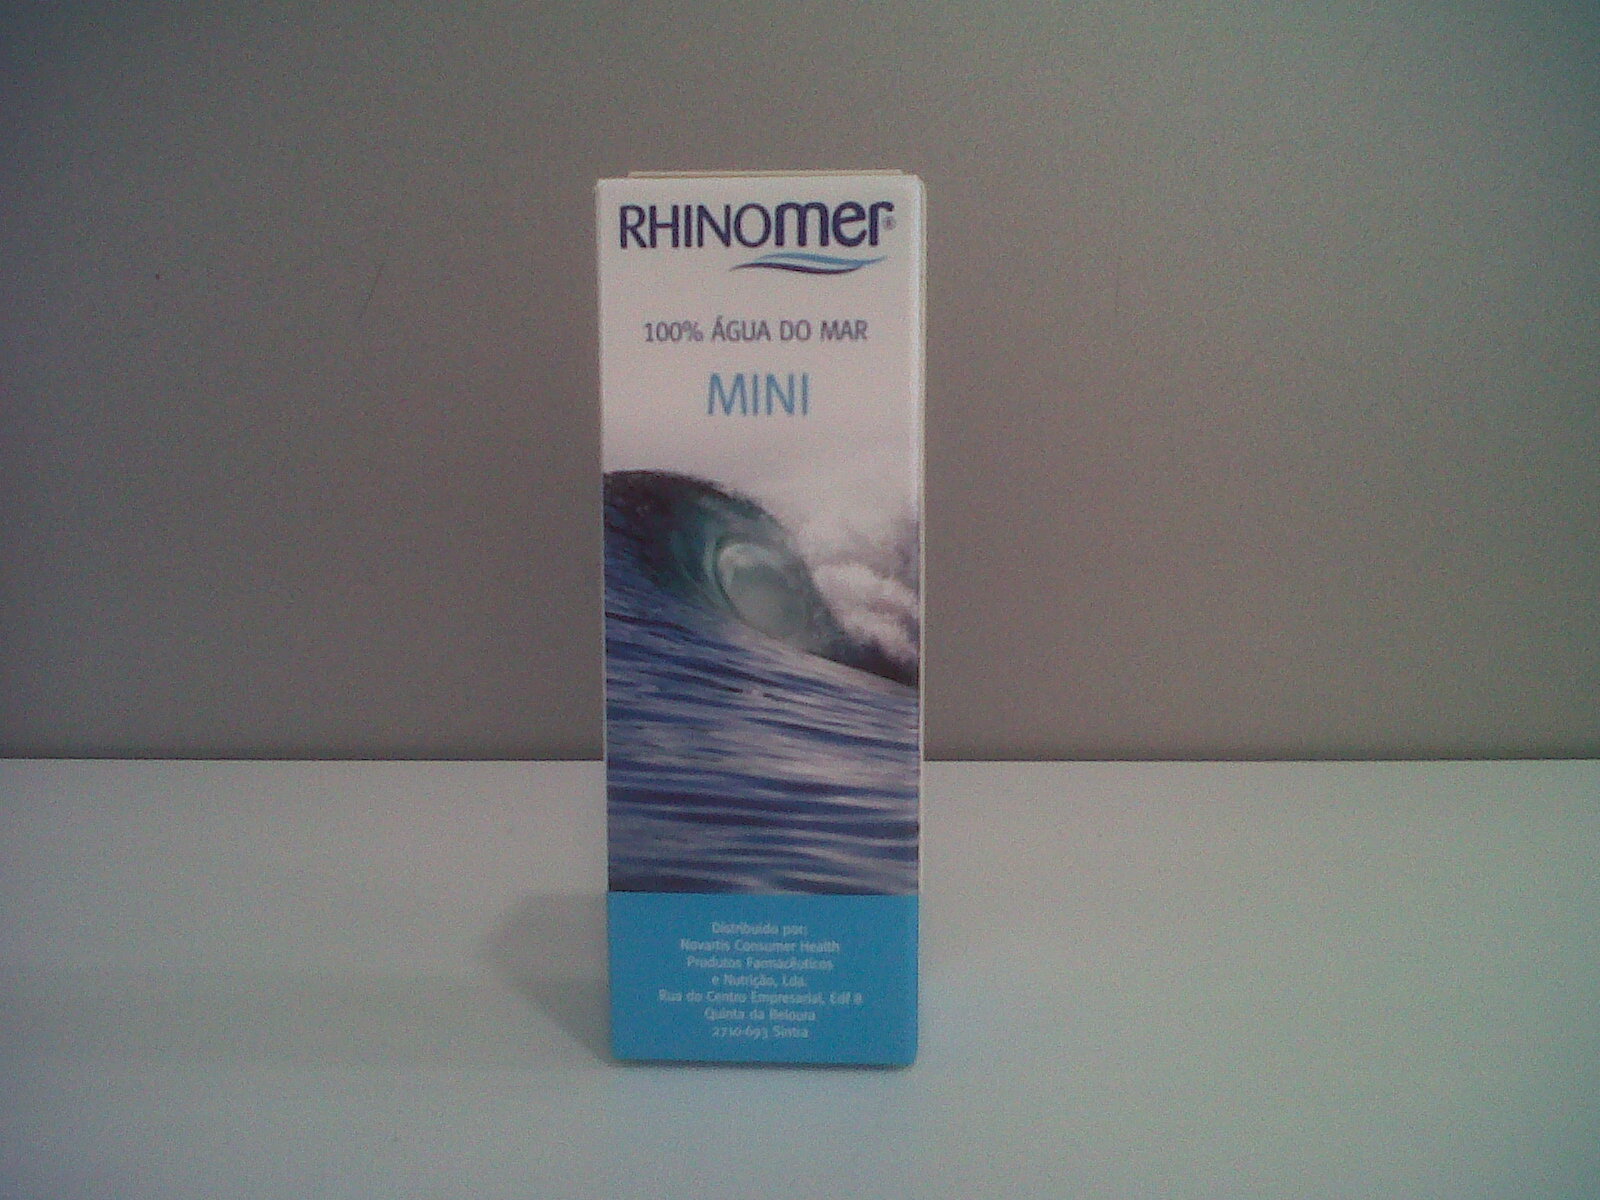 RHINOmer®
100% ÁGUA DO MAR
MINI
Distribuído por:
Novartis Consumer Health
Produtos Farmacêuticos
e Nutrição, Lda.
Rua do Centro Empresarial, Edf 8
Quinta da Beloura
2710-693 Sintra